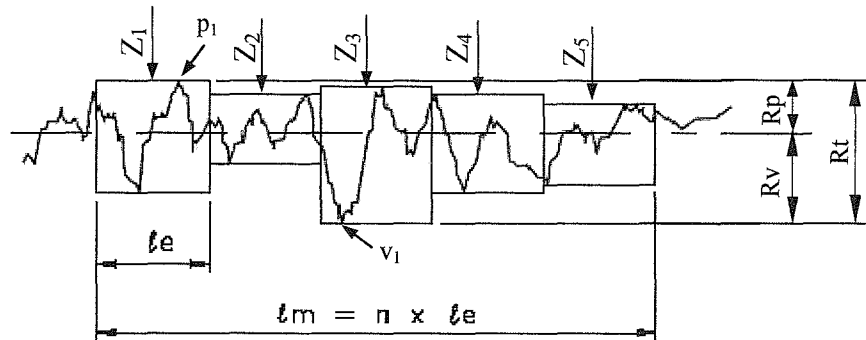 Z1
p1
Z2
Z3
Z4
Z5
Rp
Rv
Rt
v1
ℓe
ℓm = n x ℓe